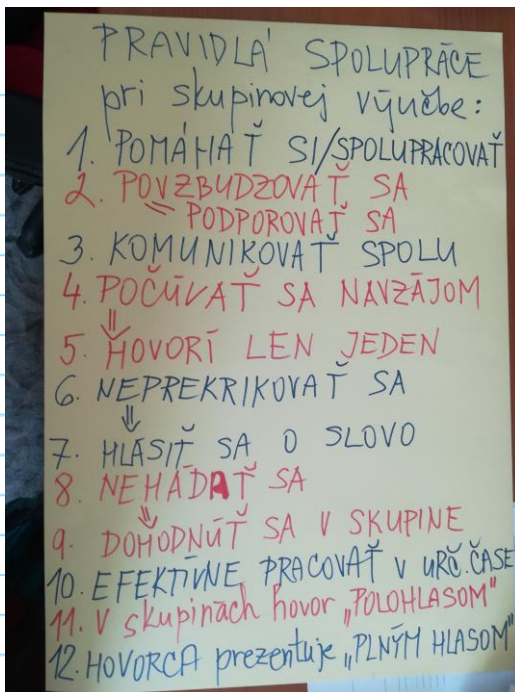 PRAVIDLÁ SPOLUPRÁCE
pri skupinovej výučbe:
1. POMÁHAŤ SI/SPOLUPRACOVAŤ
2. POVZBUDZOVAŤ SA
= PODPOROVAŤ SA
3. KOMUNIKOVAŤ SPOLU
4. POČÚVAŤ SA NAVZÁJOM
⇓
5. HOVORÍ LEN JEDEN
6. NEPREKRIKOVAŤ SA
⇓
7. HLÁSIŤ SA O SLOVO
8. NEHÁDAŤ SA
⇓
9. DOHODNÚŤ SA V SKUPINE
10. EFEKTÍVNE PRACOVAŤ V URČ. ČASE
11. V skupinách hovor „POLOHLASOM"
12. HOVORCA prezentuje „PLNÝM HLASOM"